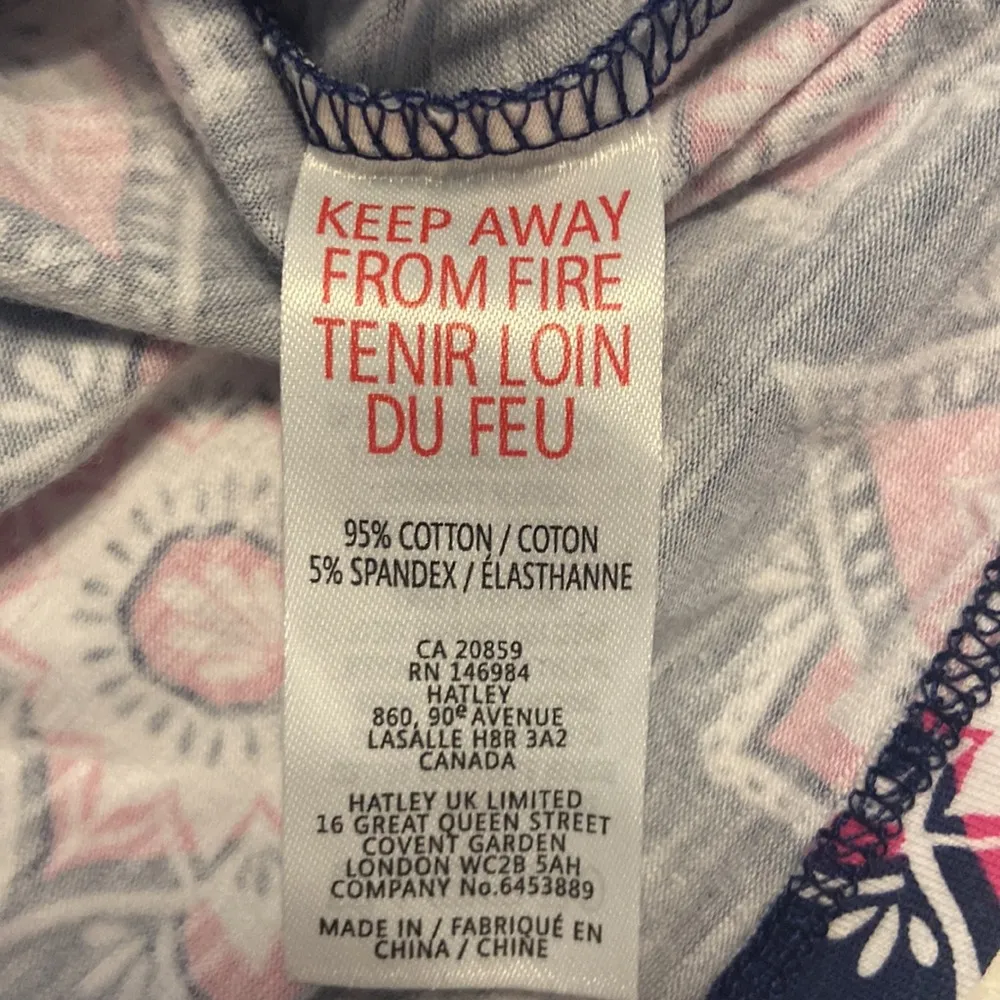 KEEP AWAY
FROM FIRE
TENIR LOIN
DU FEU
95% COTTON / COTON
5% SPANDEX / ÉLASTHANNE
CA 20859
RN 146984
HATLEY
860, 90e AVENUE
LASALLE H8R 3A2
CANADA
HATLEY UK LIMITED
16 GREAT QUEEN STREET
COVENT GARDEN
LONDON WC2B 5AH
COMPANY No.6453889
MADE IN / FABRIQUÉ EN
CHINA / CHINE